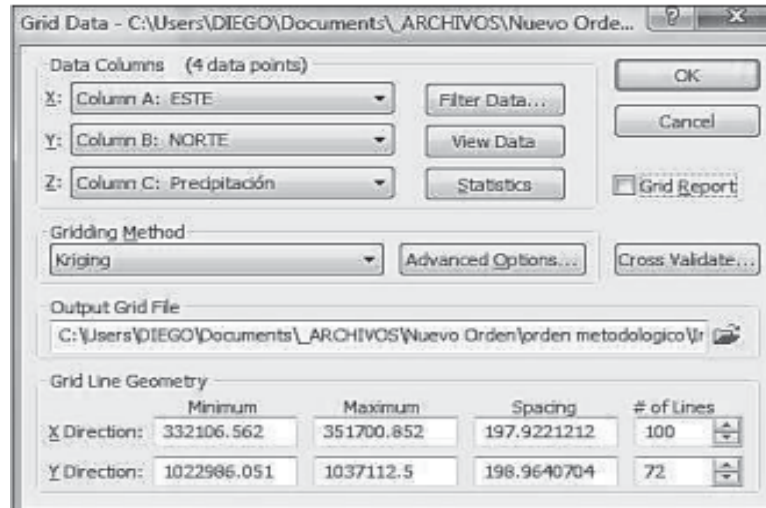 Grid Data - C:\Users\DIEGO\Documents\_ARCHIVOS\Nuevo Orde...
Data Columns (4 data points)
X: Column A: ESTE
Filter Data...
OK
Y: Column B: NORTE
View Data
Cancel
Z: Column C: Precipitación
Statistics
Grid Report
Gridding Method
Kriging
Advanced Options...
Cross Validate...
Output Grid File
C:\Users\DIEGO\Documents\_ARCHIVOS\Nuevo Orden\orden metodologico\Ir
Grid Line Geometry
Minimum Maximum Spacing # of Lines
X Direction: 332106.562 351700.852 197.9221212 100
Y Direction: 1022986.051 1037112.5 198.9640704 72